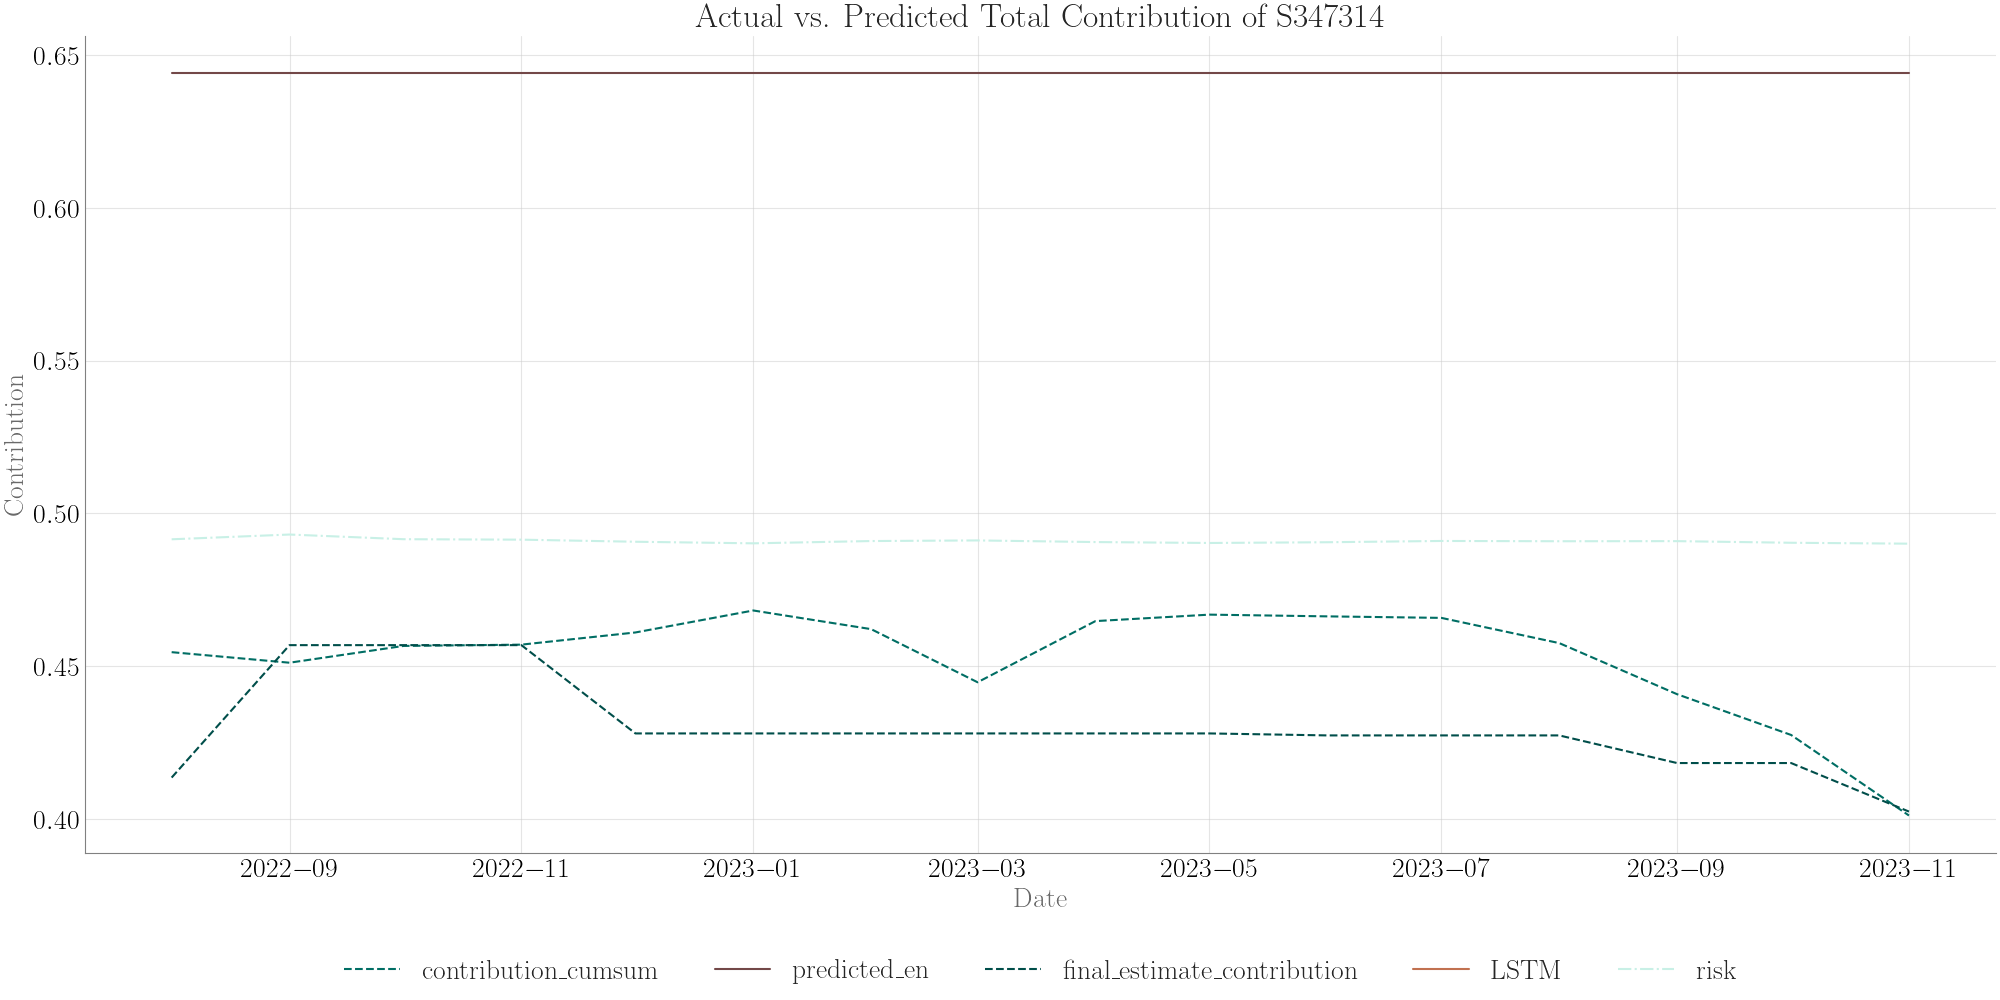 Actual vs. Predicted Total Contribution of S347314
0.65
0.60
0.55
0.50
0.45
0.40
Contribution
2022–09 2022–11 2023–01 2023–03 2023–05 2023–07 2023–09 2023–11
Date
contribution_cumsum predicted_en final_estimate_contribution LSTM risk